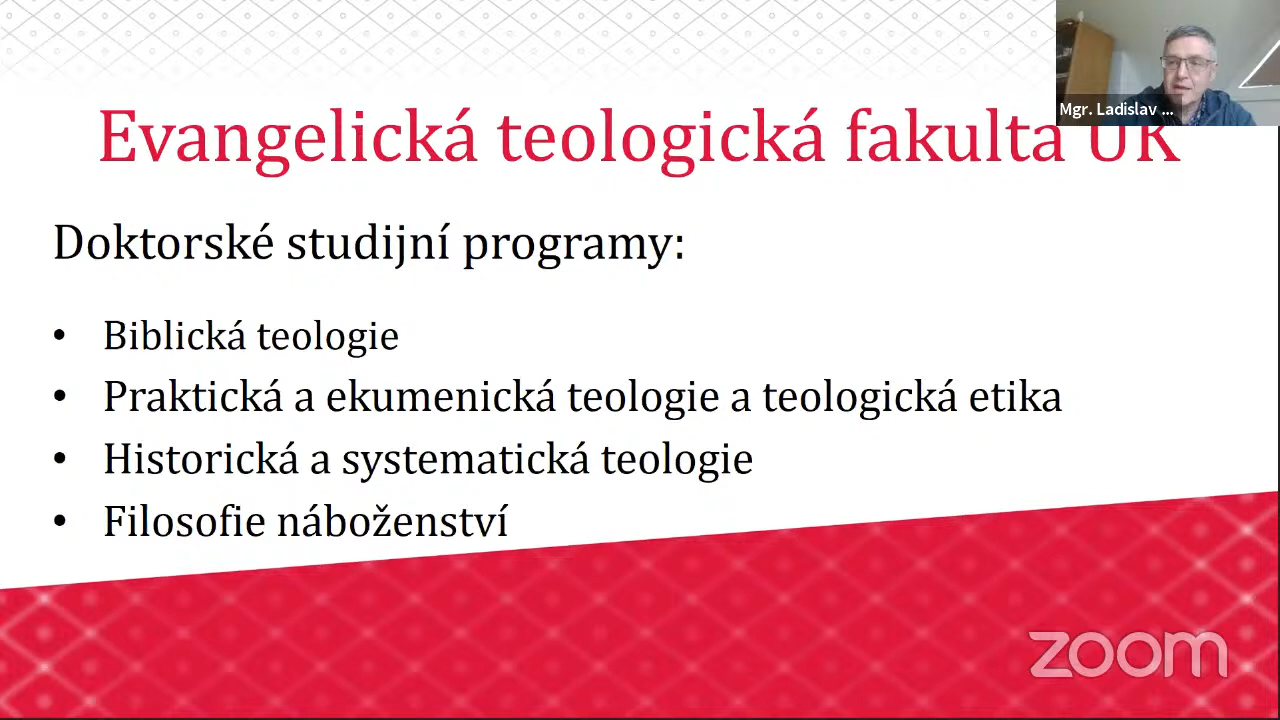 Mgr. Ladislav ...
Evangelická teologická fakulta UK
Doktorské studijní programy:
• Biblická teologie
• Praktická a ekumenická teologie a teologická etika
• Historická a systematická teologie
• Filosofie náboženství
zoom